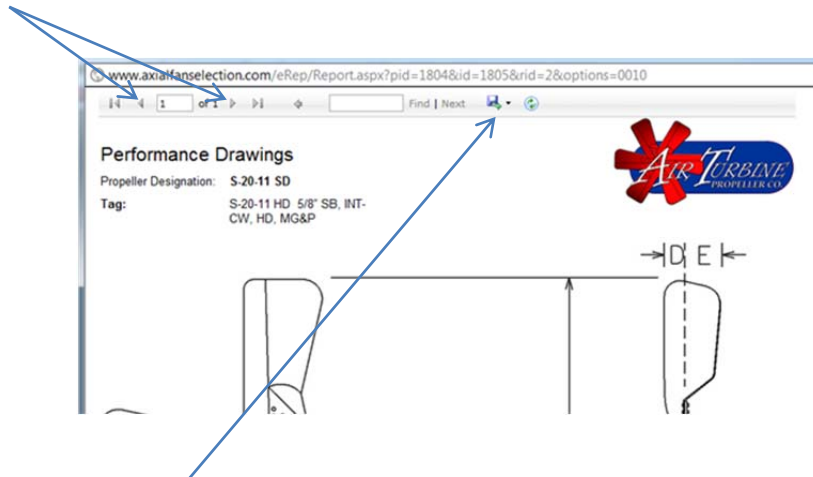 www.axialfanselection.com/eRep/Report.aspx?pid=1804&id=1805&rid=2&options=0010
1 of 1 Find | Next
Performance Drawings
Propeller Designation: S-20-11 SD
Tag: S-20-11 HD 5/8" SB, INT-
CW, HD, MG&P
AIR TURBINE
PROPELLER CO.
D E